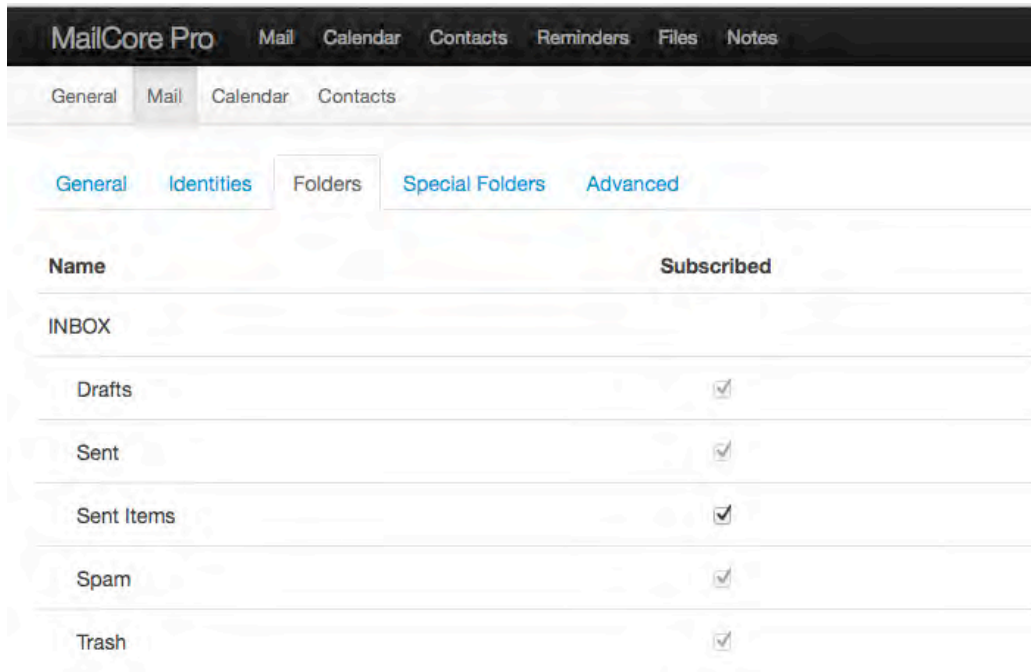 MailCore Pro Mail Calendar Contacts Reminders Files Notes
General Mail Calendar Contacts
General Identities Folders Special Folders Advanced
Name Subscribed
INBOX
Drafts
Sent
Sent Items
Spam
Trash